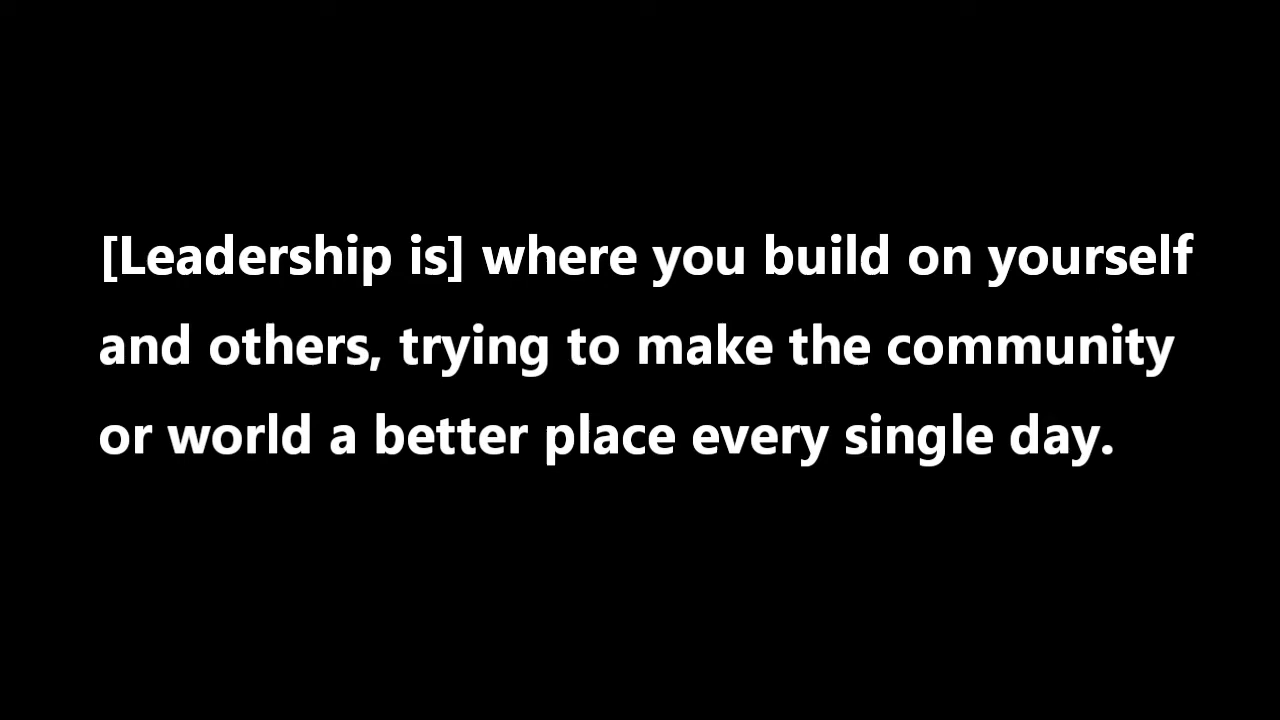 [Leadership is] where you build on yourself
and others, trying to make the community
or world a better place every single day.